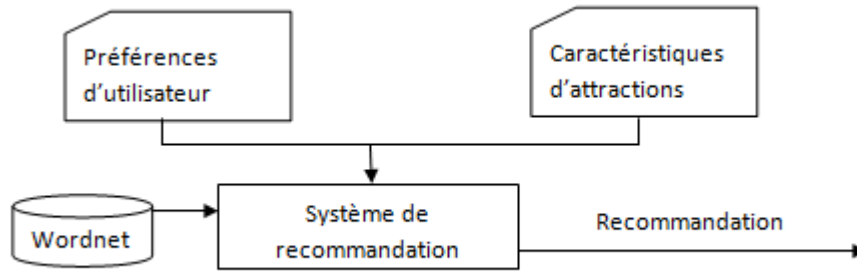 Préférences
d'utilisateur
Caractéristiques
d'attractions
Wordnet
Système de
recommandation
Recommandation